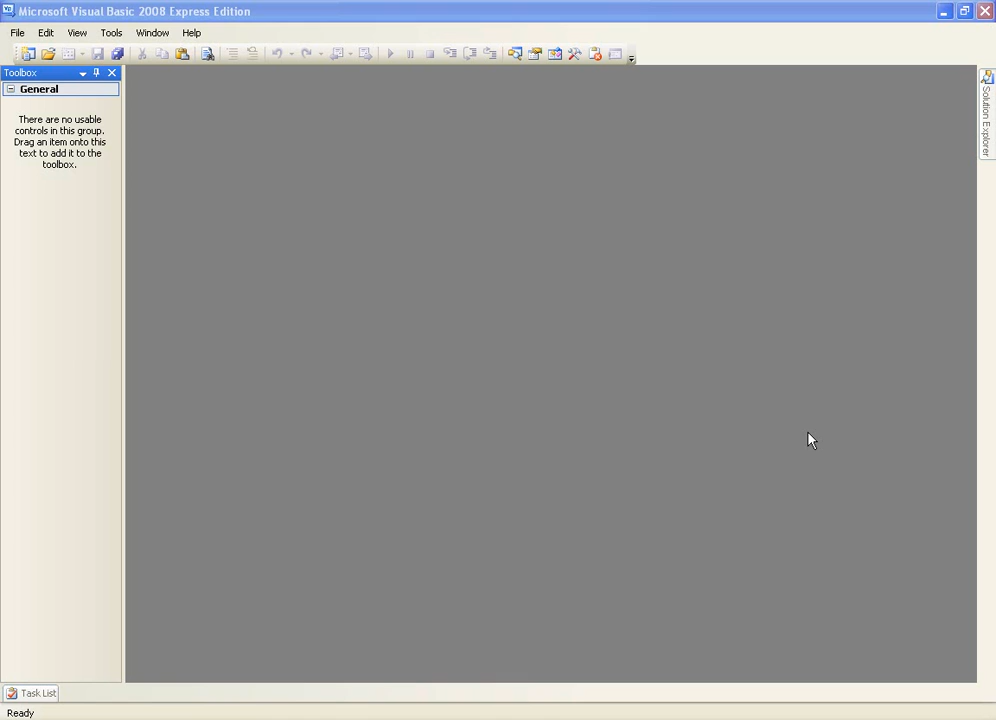 Microsoft Visual Basic 2008 Express Edition
File Edit View Tools Window Help
Toolbox
General
There are no usable
controls in this group.
Drag an item onto this
text to add it to the
toolbox.
Solution Explorer
Task List
Ready